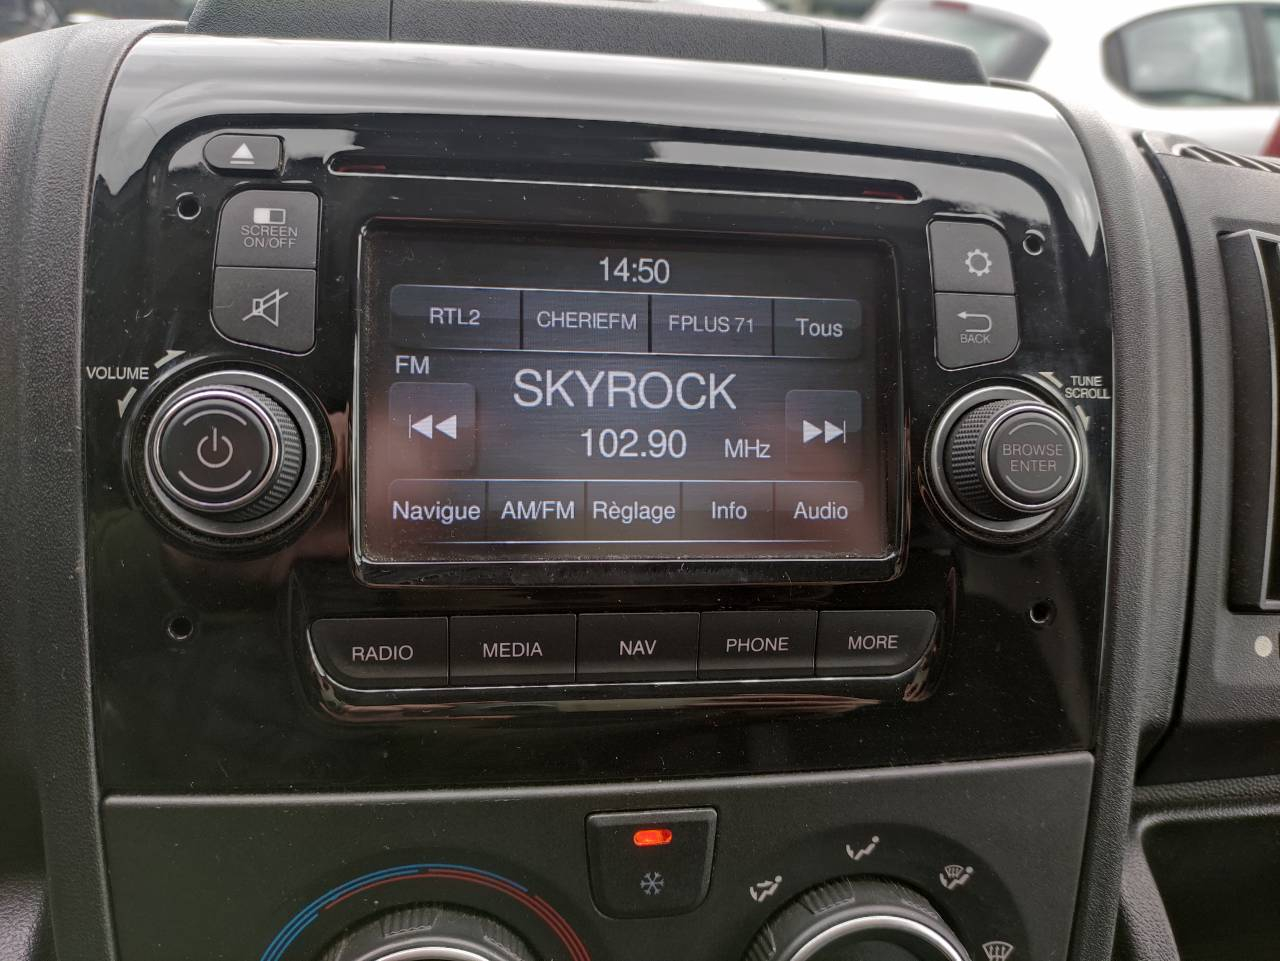 SCREEN
ON/OFF
14:50
RTL2 CHERIEFM FPLUS 71 Tous
BACK
FM
VOLUME
SKYROCK
TUNE
SCROLL
102.90 MHz
BROWSE
ENTER
Navigue AM/FM Règlage Info Audio
RADIO MEDIA NAV PHONE MORE